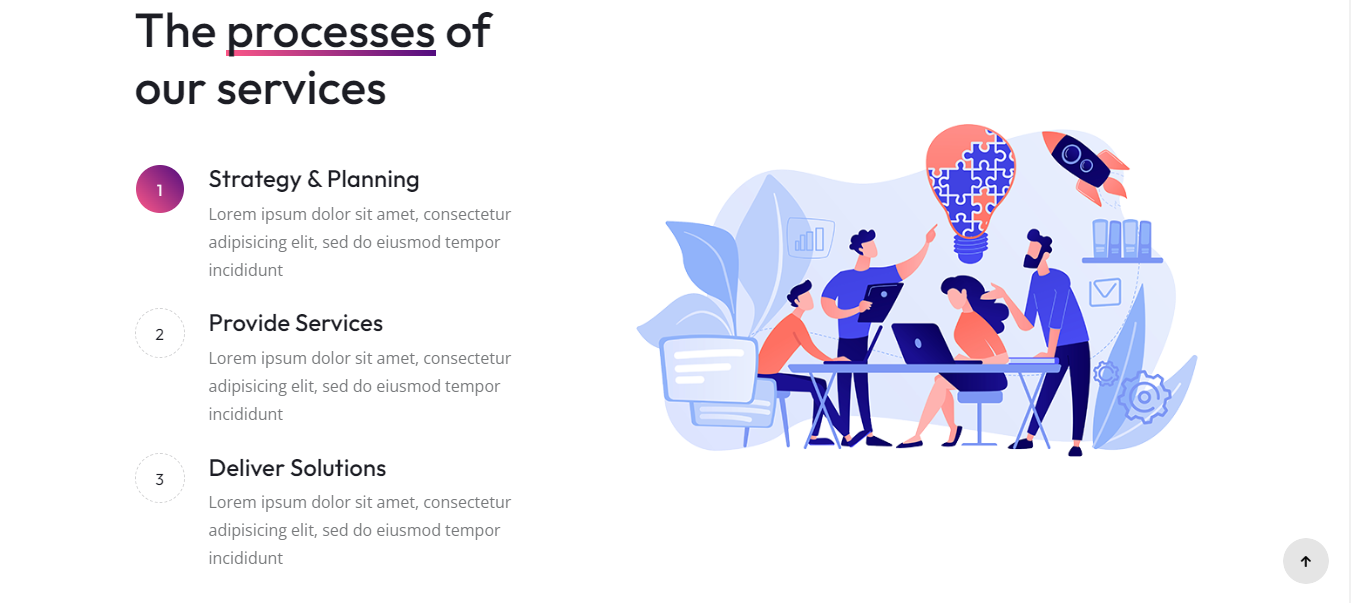 The processes of
our services
1
Strategy & Planning
Lorem ipsum dolor sit amet, consectetur
adipisicing elit, sed do eiusmod tempor
incididunt
2
Provide Services
Lorem ipsum dolor sit amet, consectetur
adipisicing elit, sed do eiusmod tempor
incididunt
3
Deliver Solutions
Lorem ipsum dolor sit amet, consectetur
adipisicing elit, sed do eiusmod tempor
incididunt